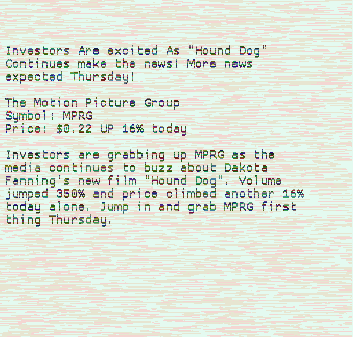 Investors Are excited As "Hound Dog"
Continues make the news! More news
expected Thursday!
The Motion Picture Group
Symbol: MPRG
Price: $0.22 UP 16% today
Investors are grabbing up MPRG as the
media continues to buzz about Dakota
Fanning's new film "Hound Dog". Volume
jumped 350% and price climbed another 16%
today alone. Jump in and grab MPRG first
thing Thursday.